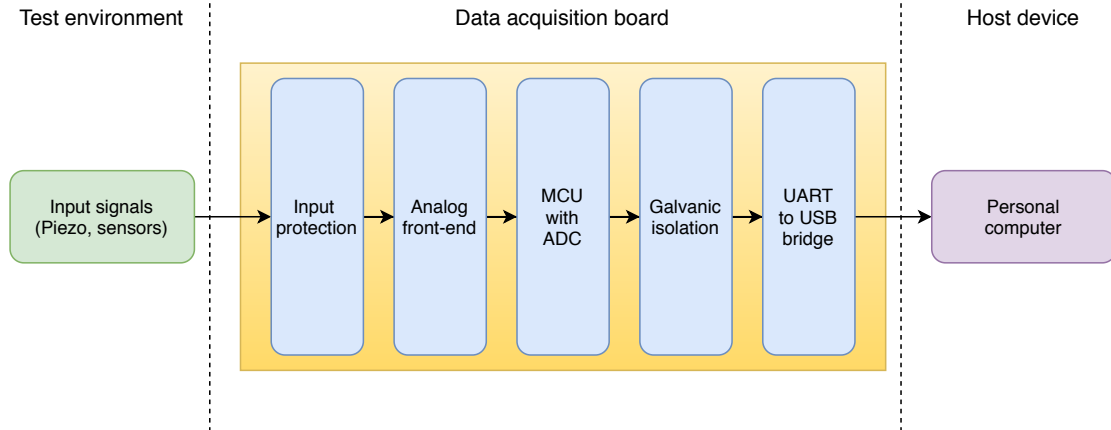 Test environment
Data acquisition board
Host device
Input signals
(Piezo, sensors)
Input
protection
Analog
front-end
MCU
with
ADC
Galvanic
isolation
UART
to USB
bridge
Personal
computer